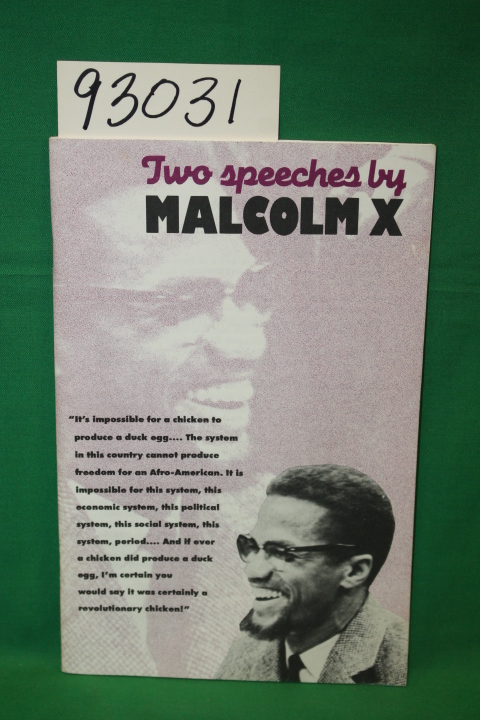 93031
Two speeches by
MALCOLM X
"It's impossible for a chicken to
produce a duck egg.... The system
in this country cannot produce
freedom for an Afro-American. It is
impossible for this system, this
economic system, this political
system, this social system, this
system, period.... And if ever
a chicken did produce a duck
egg, I'm certain you
would say it was certainly a
revolutionary chicken!"